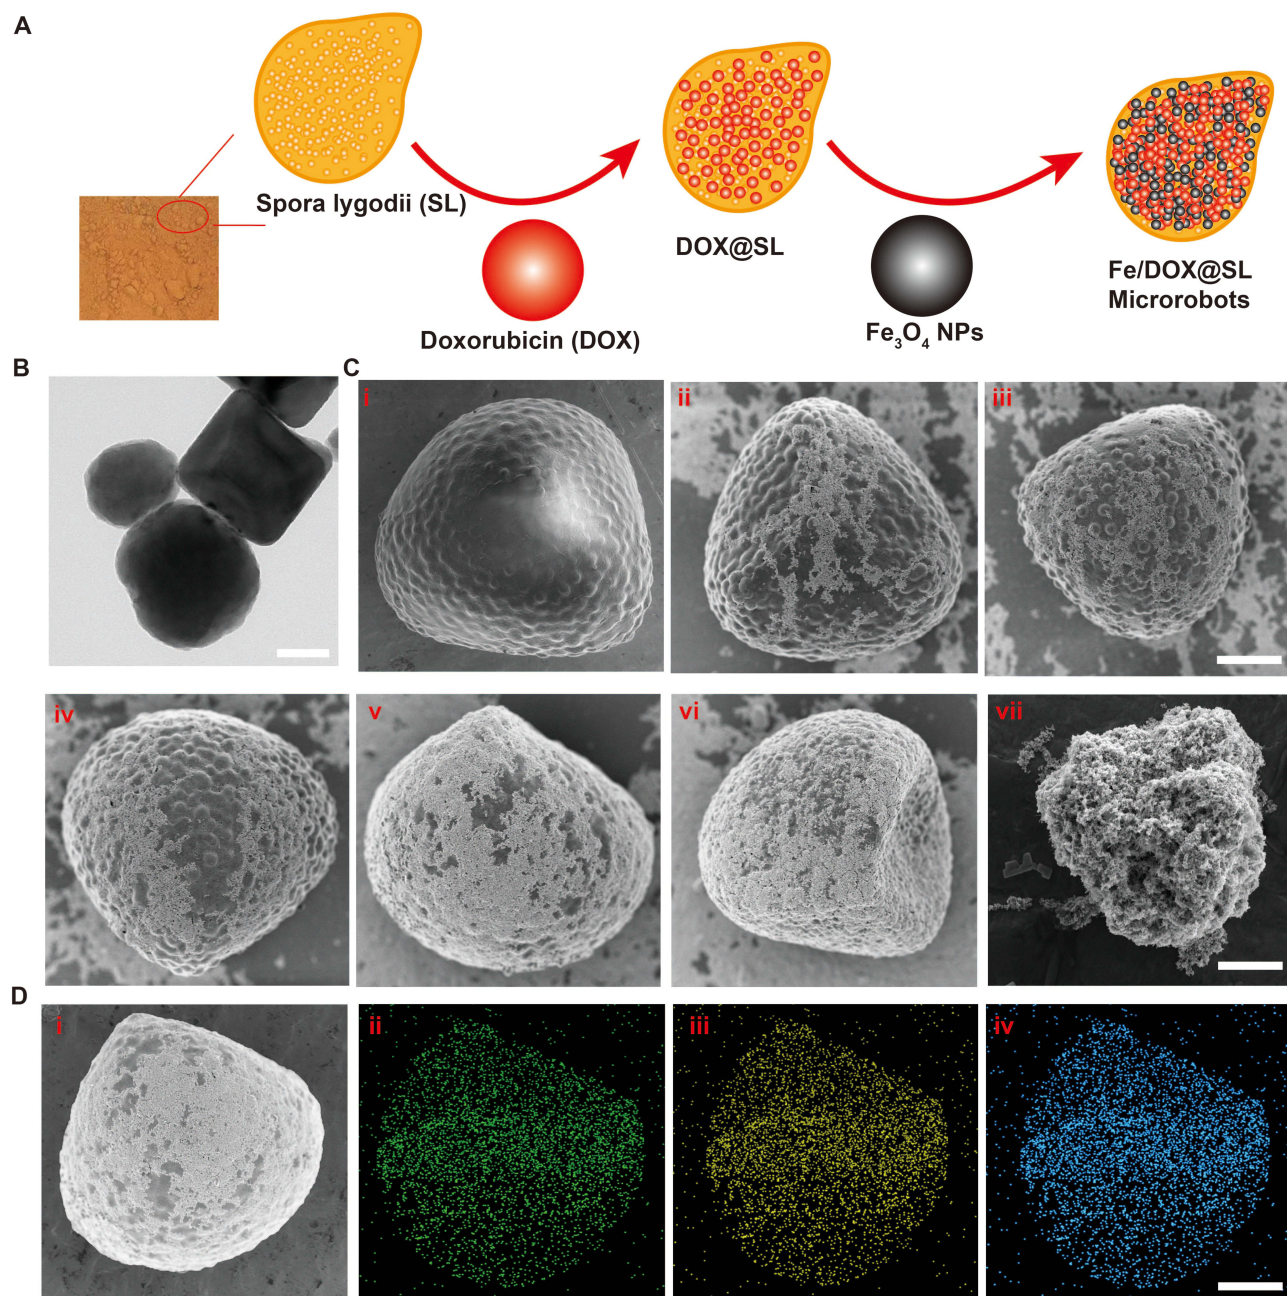 A
Spora lygodii (SL)
Doxorubicin (DOX)
DOX@SL
Fe₃O₄ NPs
Fe/DOX@SL
Microrobots
B
C
i
ii
iii
iv
v
vi
vii
D
i
ii
iii
iv